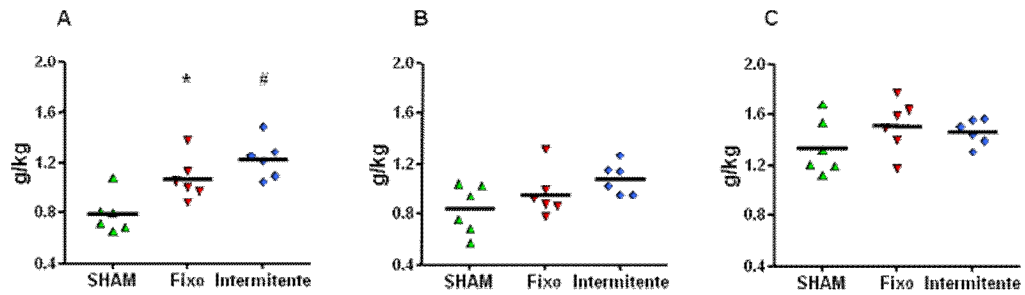 A
B
C
g/kg
2.0
1.6
1.2
0.8
0.4
*
#
SHAM Fixo Intermitente
g/kg
2.0
1.6
1.2
0.8
0.4
SHAM Fixo Intermitente
g/kg
2.0
1.6
1.2
0.8
0.4
SHAM Fixo Intermitente